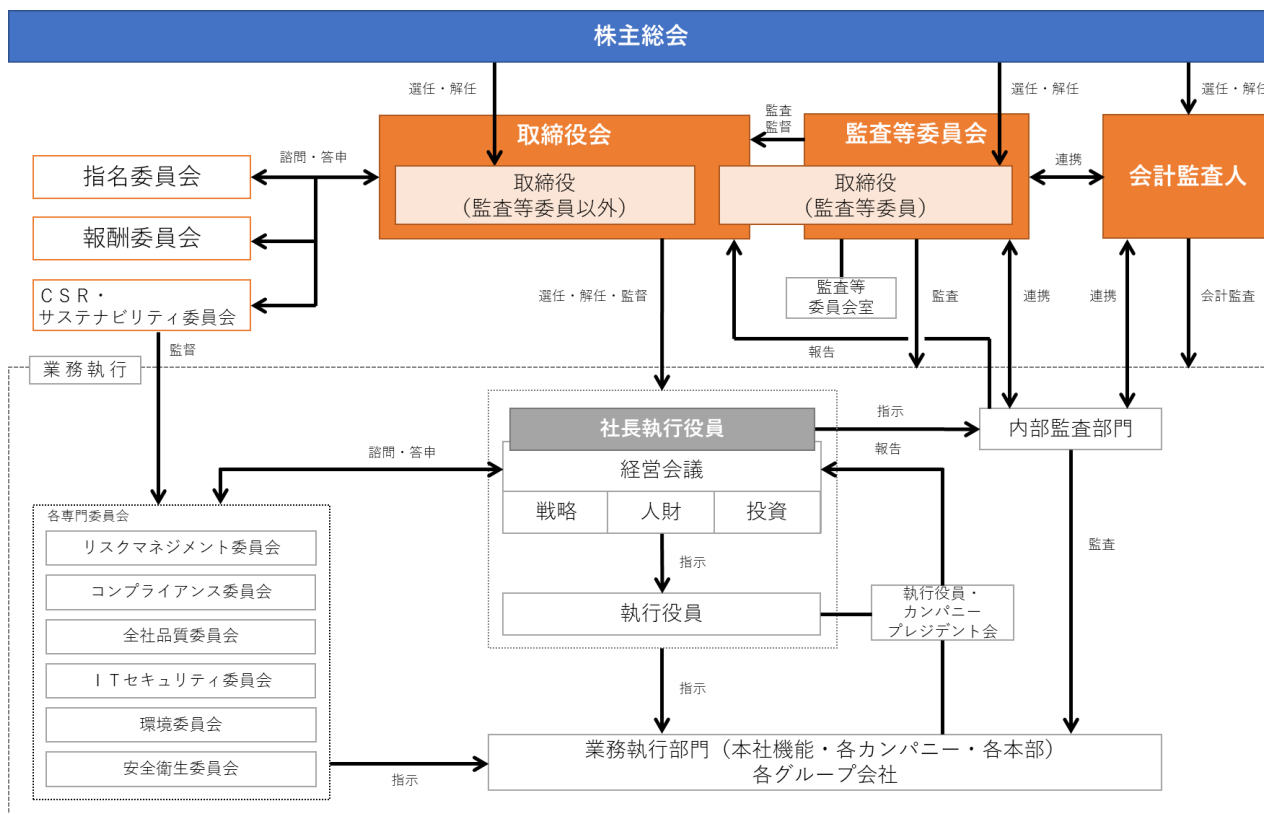 株主総会
選任・解任
選任・解任
選任・解任
取締役会
監査
監督
監査等委員会
会計監査人
諮問・答申
連携
指名委員会
取締役
（監査等委員以外）
取締役
（監査等委員）
報酬委員会
ＣＳＲ・
サステナビリティ委員会
選任・解任・監督
監査等
委員会室
監査
連携
連携
会計監査
監督
報告
業務執行
社長執行役員
指示
内部監査部門
諮問・答申
経営会議
報告
戦略
人財
投資
各専門委員会
リスクマネジメント委員会
指示
監査
コンプライアンス委員会
執行役員
執行役員・
カンパニー
プレジデント会
全社品質委員会
ＩＴセキュリティ委員会
指示
環境委員会
業務執行部門（本社機能・各カンパニー・各本部）
各グループ会社
安全衛生委員会
指示